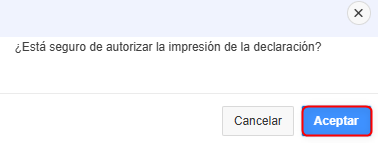 ¿Está seguro de autorizar la impresión de la declaración?
Cancelar Aceptar